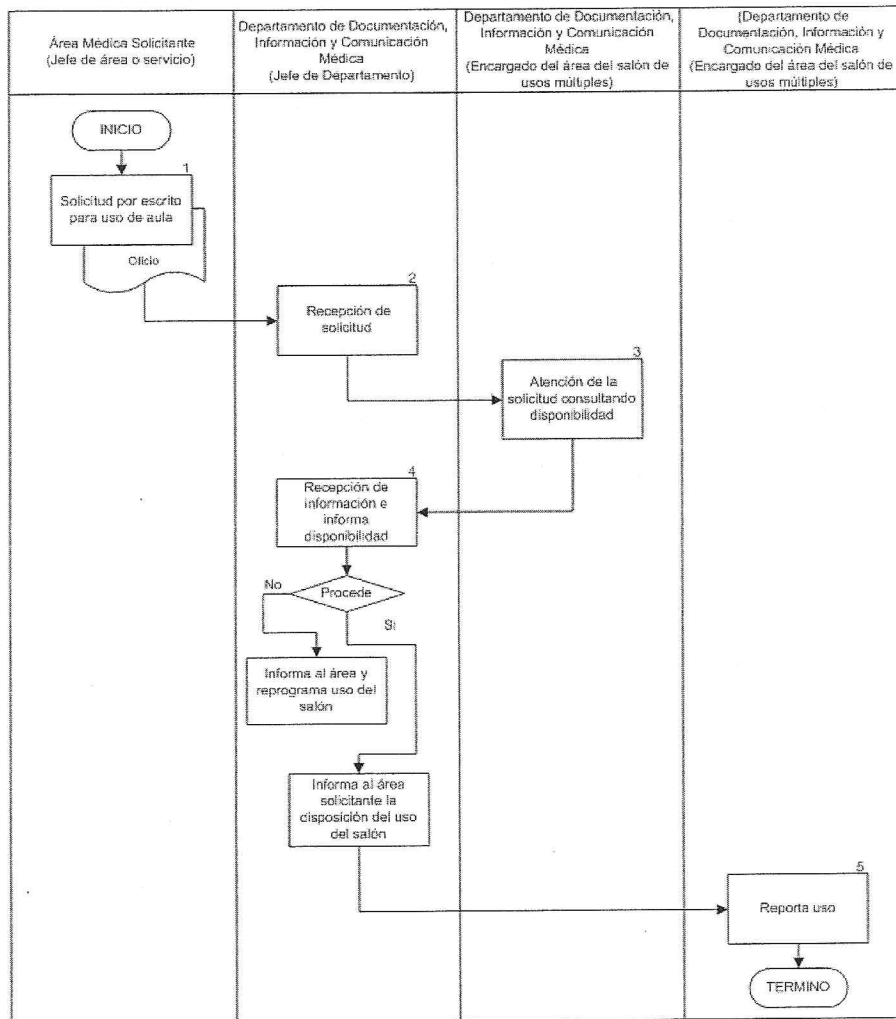 Área Médica Solicitante
(Jefe de área o servicio)
Departamento de Documentación,
Información y Comunicación
Médica
(Jefe de Departamento)
Departamento de Documentación,
Información y Comunicación
Médica
(Encargado del área del salón de
usos múltiples)
(Departamento de
Documentación, Información y
Comunicación Médica
(Encargado del área del salón de
usos múltiples)
INICIO
1
Solicitud por escrito
para uso de aula
Oficio
2
Recepción de
solicitud
3
Atención de la
solicitud consultando
disponibilidad
4
Recepción de
información e
informa
disponibilidad
No
Procede
Si
Informa al área y
reprograma uso del
salón
Informa al área
solicitante la
disposición del uso
del salón
5
Reporta uso
TERMINO